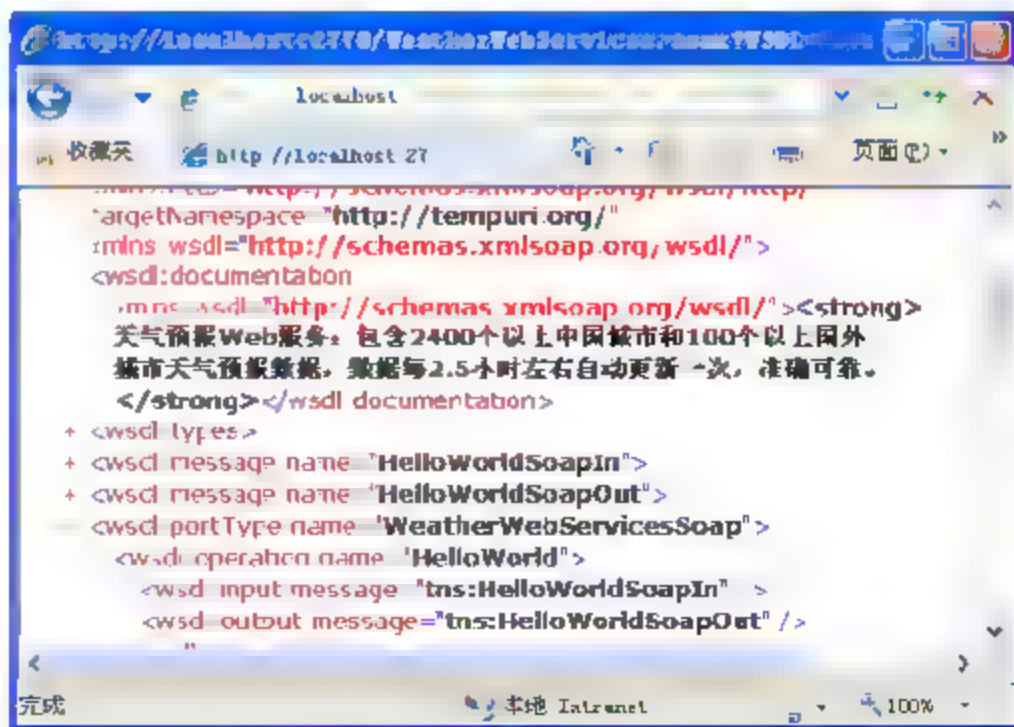 localhost
收藏夹 http //localhost 27 页面(P)
argetNamespace "http://tempuri.org/"
:mlns wsdl="http://schemas.xmlsoap.org/wsdl/">
<wsdl:documentation
"http://schemas xmlsoap org/wsdl/"><strong>
天气预报Web服务，包含2400个以上中国城市和100个以上国外
城市天气预报数据。数据每2.5小时左右自动更新一次，准确可靠。
</strong></wsdl documentation>
+ <wsdl types>
+ <wsdl message name "HelloWorldSoapIn">
+ <wsdl message name "HelloWorldSoapOut">
<wsdl portType name "WeatherWebServicesSoap">
<wsdl operation name "HelloWorld">
<wsdl input message "tns:HelloWorldSoapIn" >
<wsdl output message="tns:HelloWorldSoapOut" />
完成 本地 Intranet 100%